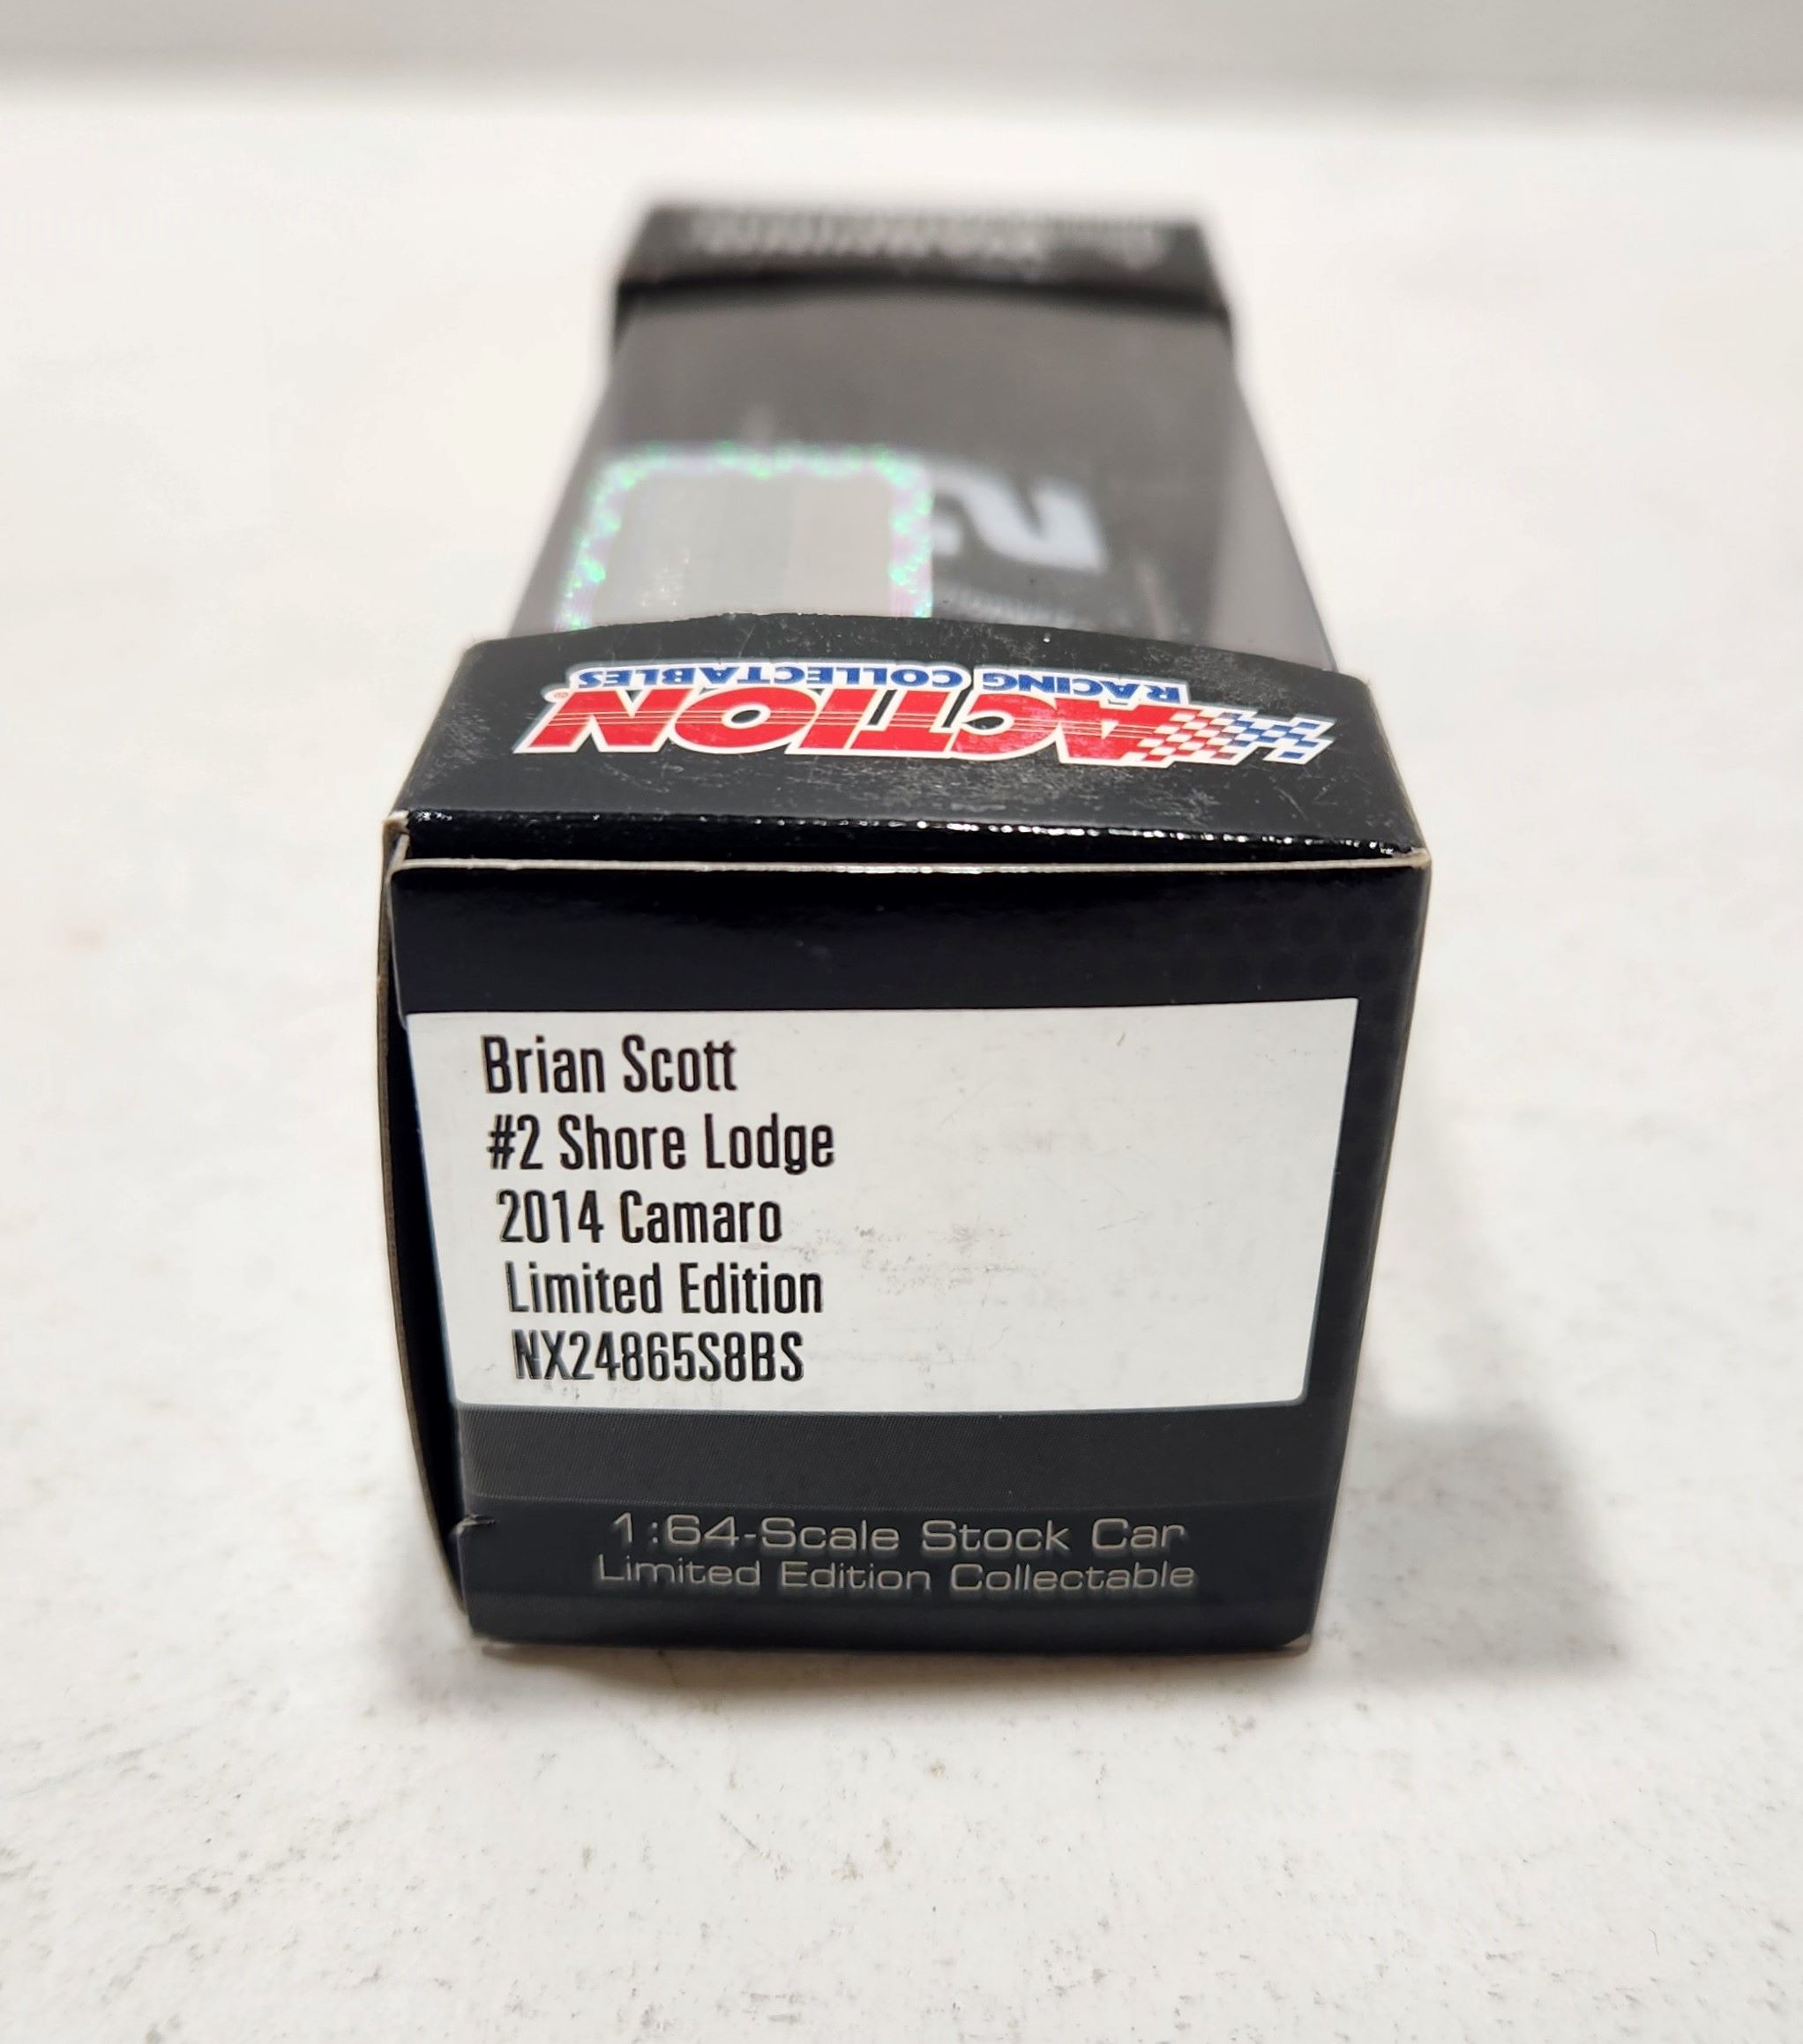 ACTION®
RACING COLLECTABLES
Brian Scott
#2 Shore Lodge
2014 Camaro
Limited Edition
NX24865S8BS
1:64-Scale Stock Car
Limited Edition Collectable
2